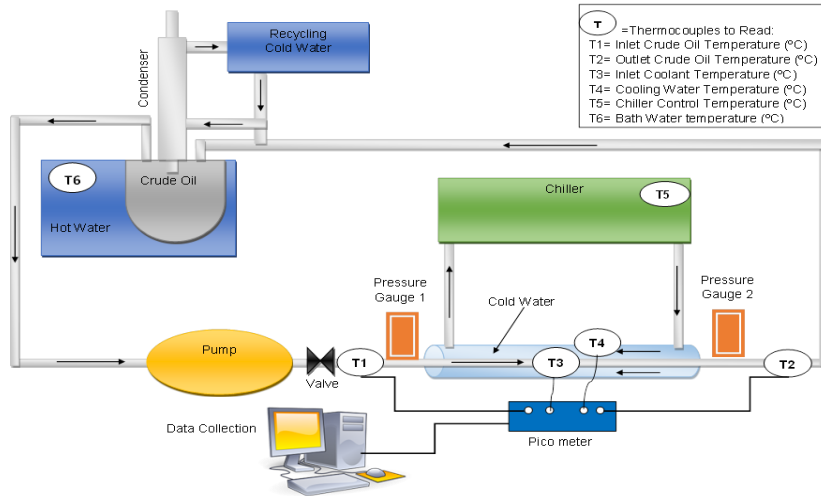 Recycling
Cold Water
Condenser
T =Thermocouples to Read:
T1= Inlet Crude Oil Temperature (ºC)
T2= Outlet Crude Oil Temperature (ºC)
T3= Inlet Coolant Temperature (ºC)
T4= Cooling Water Temperature (ºC)
T5= Chiller Control Temperature (ºC)
T6= Bath Water temperature (ºC)
T6
Crude Oil
Hot Water
Chiller
T5
Pressure
Gauge 1
Cold Water
Pressure
Gauge 2
Pump
Valve
T1
T3
T4
T2
Data Collection
Pico meter